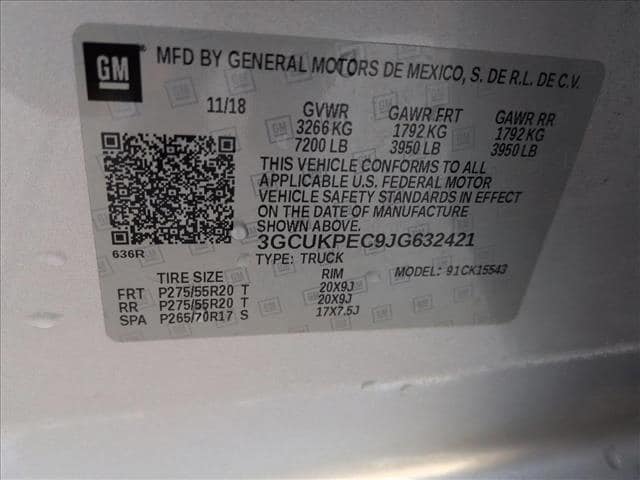 GM
MFD BY GENERAL MOTORS DE MEXICO, S. DE R.L. DE C.V.
11/18 GVWR GAWR FRT GAWR RR
3266 KG 1792 KG 1792 KG
7200 LB 3950 LB 3950 LB
THIS VEHICLE CONFORMS TO ALL
APPLICABLE U.S. FEDERAL MOTOR
VEHICLE SAFETY STANDARDS IN EFFECT
ON THE DATE OF MANUFACTURE
SHOWN ABOVE.
636R
3GCUKPEC9JG632421
TYPE: TRUCK MODEL: 91CK15543
TIRE SIZE RIM
FRT P275/55R20 T 20X9J
RR P275/55R20 T 20X9J
SPA P265/70R17 S 17X7.5J